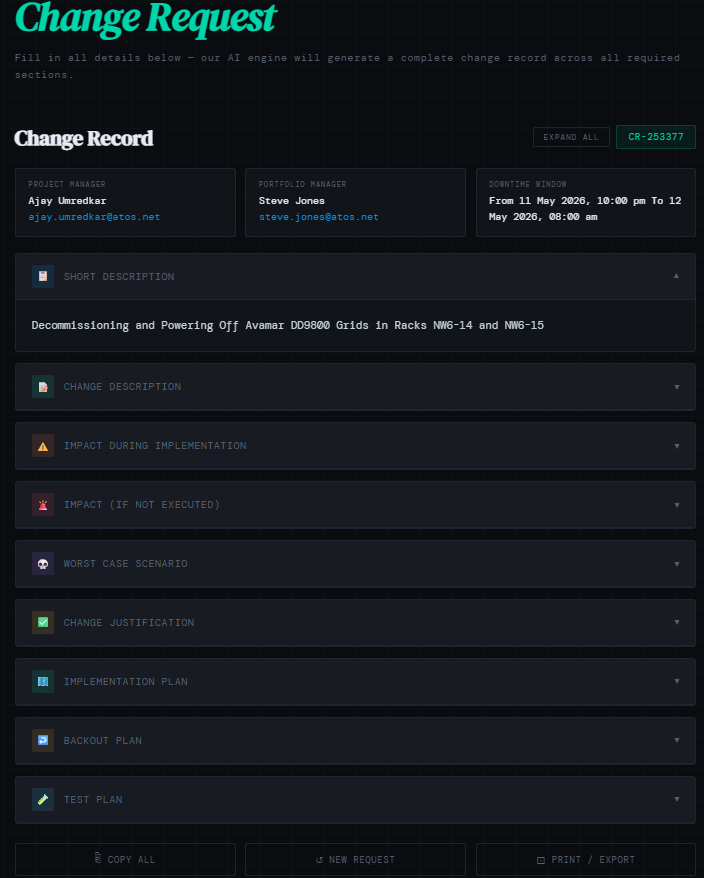 Change Request
Fill in all details below — our AI engine will generate a complete change record across all required
sections.
Change Record
EXPAND ALL
CR-253377
PROJECT MANAGER
Ajay Umredkar
ajay.umredkar@atos.net
PORTFOLIO MANAGER
Steve Jones
steve.jones@atos.net
DOWNTIME WINDOW
From 11 May 2026, 10:00 pm To 12
May 2026, 08:00 am
SHORT DESCRIPTION
Decommissioning and Powering Off Avamar DD9800 Grids in Racks NW6-14 and NW6-15
CHANGE DESCRIPTION
IMPACT DURING IMPLEMENTATION
IMPACT (IF NOT EXECUTED)
WORST CASE SCENARIO
CHANGE JUSTIFICATION
IMPLEMENTATION PLAN
BACKOUT PLAN
TEST PLAN
COPY ALL
NEW REQUEST
PRINT / EXPORT